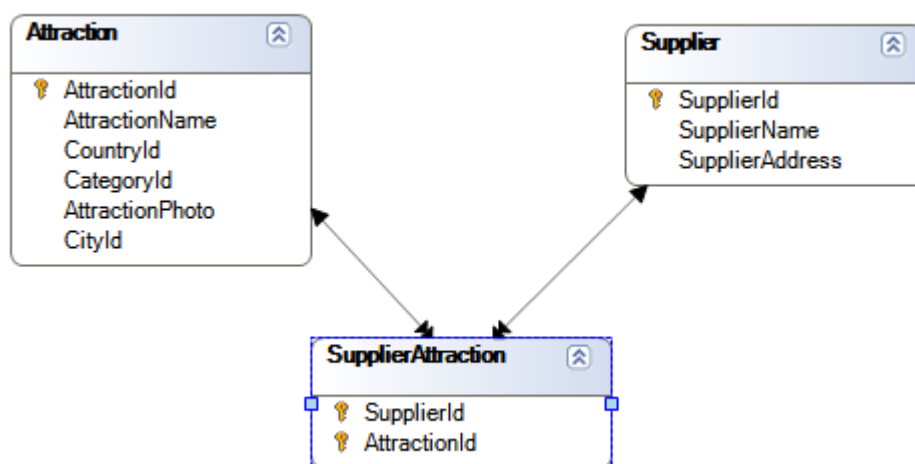 Attraction
AttractionId
AttractionName
CountryId
CategoryId
AttractionPhoto
CityId
Supplier
SupplierId
SupplierName
SupplierAddress
SupplierAttraction
SupplierId
AttractionId